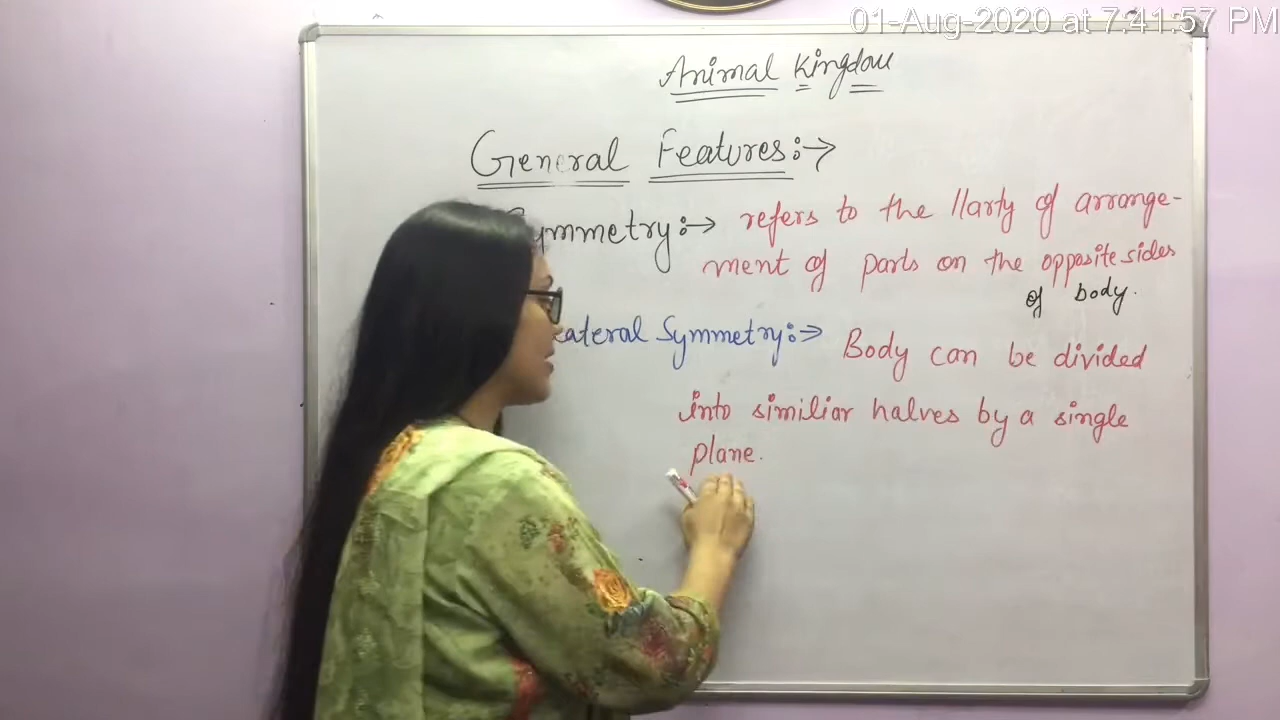 01-Aug-2020 at 7:41:57 PM
Animal Kingdom
General Features:→
ymmetry:→ refers to the llarty of arrange-
ment of parts on the opposite sides
of body.
ateral Symmetry:→ Body can be divided
into similiar halves by a single
plane.